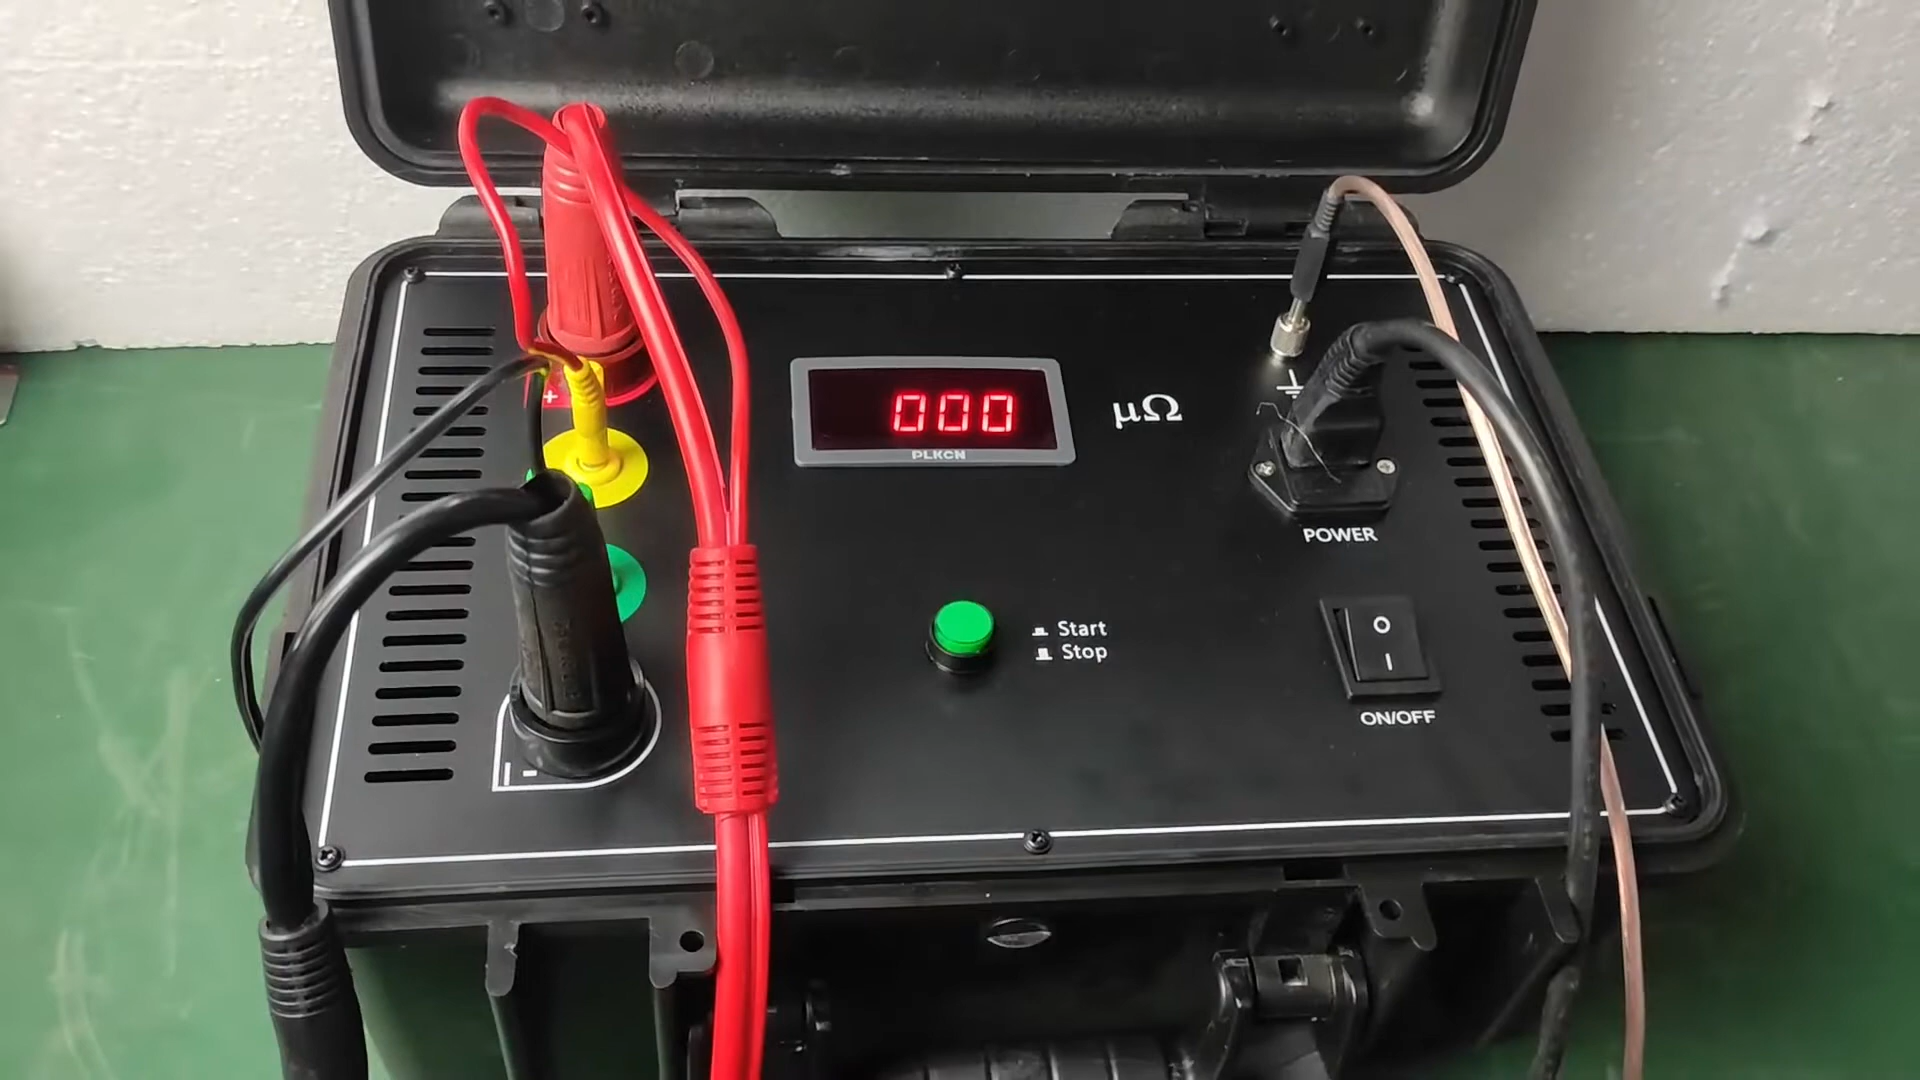 +
000
PLKCN
µΩ
POWER
Start
Stop
O
I
ON/OFF
I -